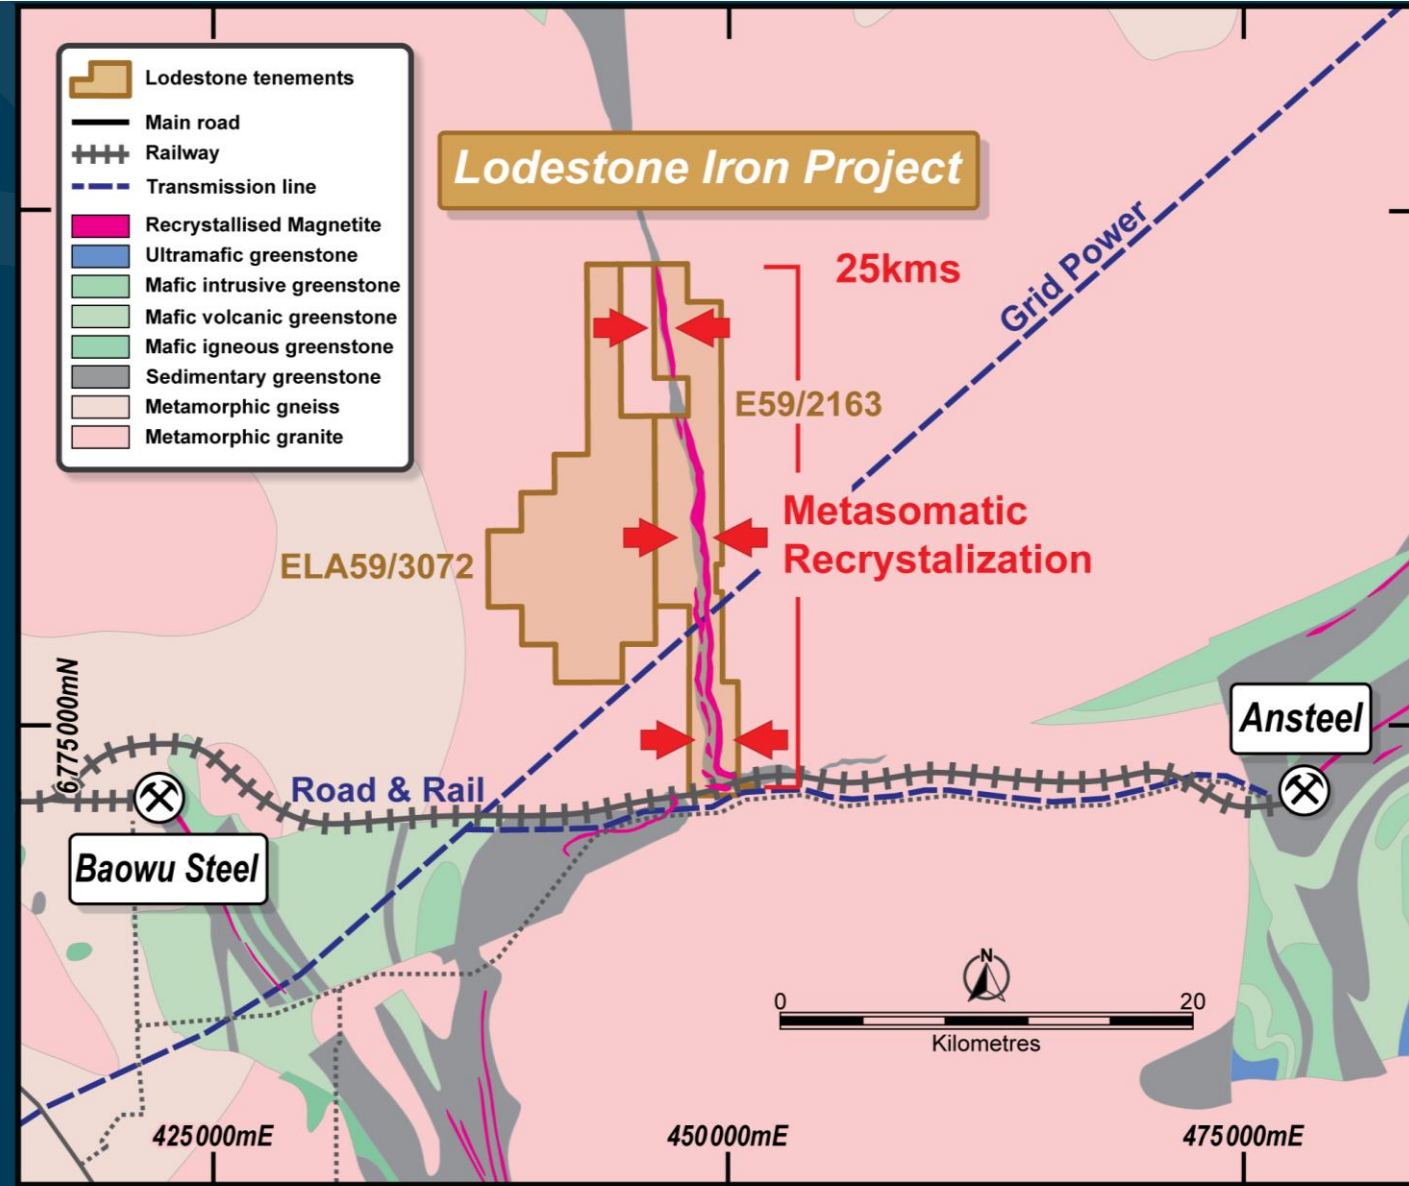 Lodestone tenements
Main road
Railway
Transmission line
Recrystallised Magnetite
Ultramafic greenstone
Mafic intrusive greenstone
Mafic volcanic greenstone
Mafic igneous greenstone
Sedimentary greenstone
Metamorphic gneiss
Metamorphic granite
Lodestone Iron Project
25kms
Grid Power
E59/2163
Metasomatic
Recrystalization
ELA59/3072
6775000mN
Ansteel
Road & Rail
Baowu Steel
N
0 20
Kilometres
425000mE
450000mE
475000mE